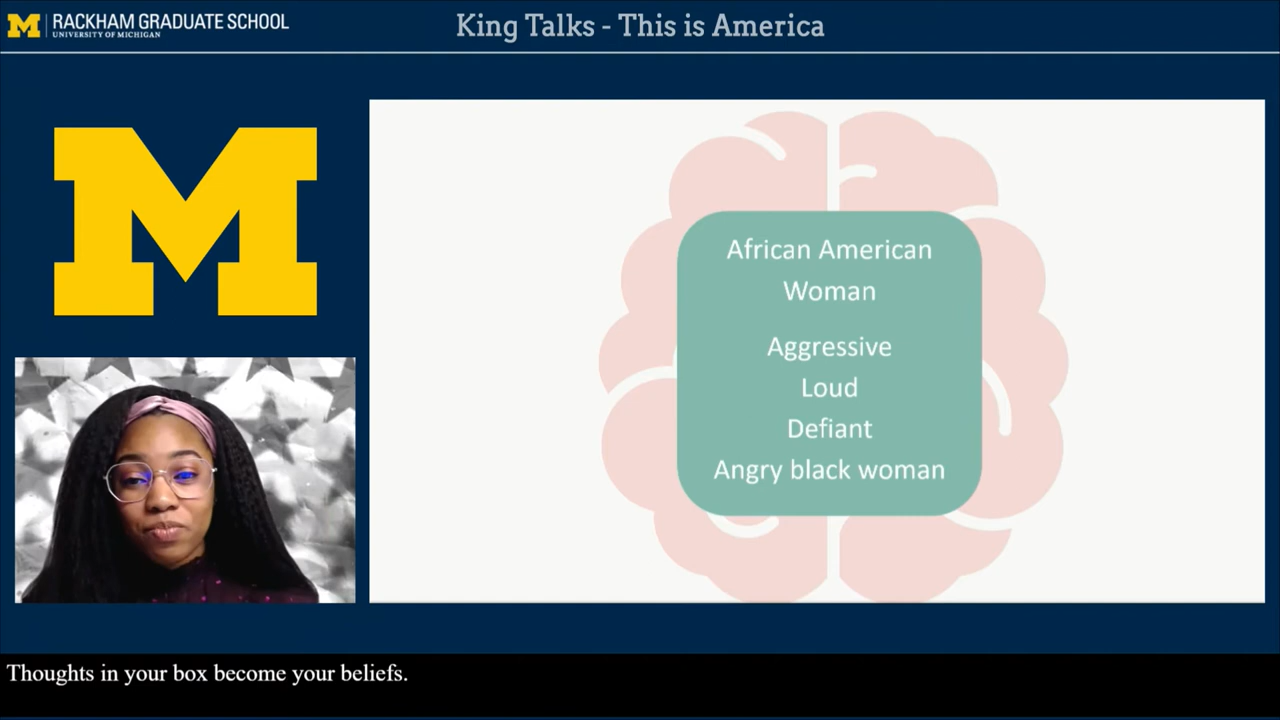 M
RACKHAM GRADUATE SCHOOL
UNIVERSITY OF MICHIGAN
King Talks - This is America
M
African American
Woman
Aggressive
Loud
Defiant
Angry black woman
Thoughts in your box become your beliefs.